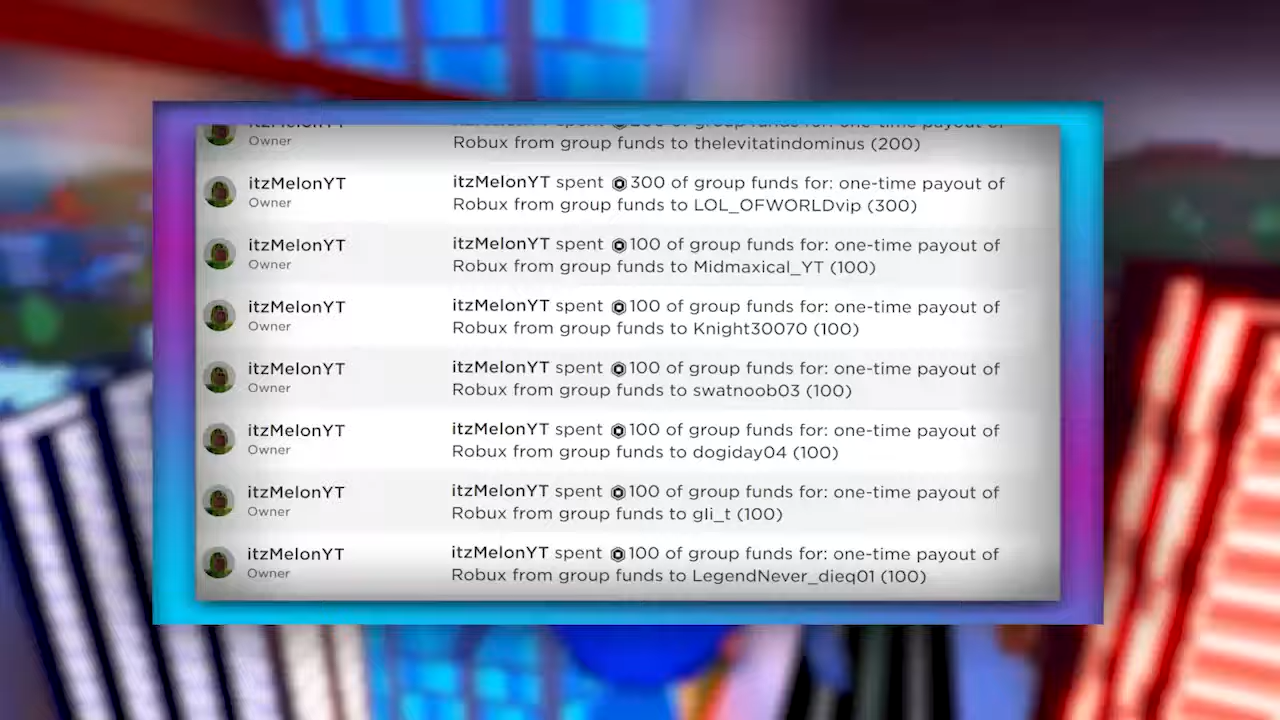 Owner
Robux from group funds to thelevitatindominus (200)
itzMelonYT
Owner
itzMelonYT spent 300 of group funds for: one-time payout of
Robux from group funds to LOL_OFWORLDvip (300)
itzMelonYT
Owner
itzMelonYT spent 100 of group funds for: one-time payout of
Robux from group funds to Midmaxical_YT (100)
itzMelonYT
Owner
itzMelonYT spent 100 of group funds for: one-time payout of
Robux from group funds to Knight30070 (100)
itzMelonYT
Owner
itzMelonYT spent 100 of group funds for: one-time payout of
Robux from group funds to swatnoob03 (100)
itzMelonYT
Owner
itzMelonYT spent 100 of group funds for: one-time payout of
Robux from group funds to dogiday04 (100)
itzMelonYT
Owner
itzMelonYT spent 100 of group funds for: one-time payout of
Robux from group funds to gli_t (100)
itzMelonYT
Owner
itzMelonYT spent 100 of group funds for: one-time payout of
Robux from group funds to LegendNever_dieq01 (100)